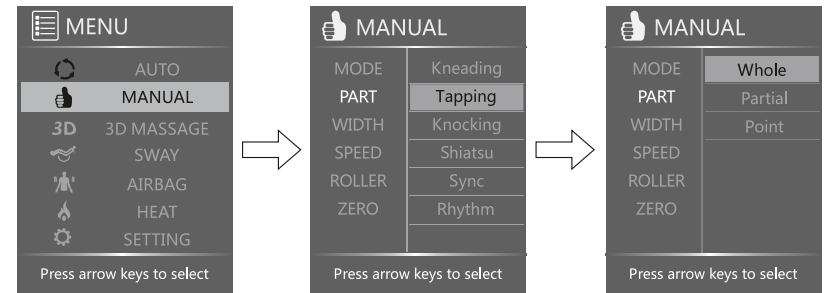 MENU
AUTO
MANUAL
3D 3D MASSAGE
SWAY
AIRBAG
HEAT
SETTING
Press arrow keys to select
MANUAL
MODE Kneading
PART Tapping
WIDTH Knocking
SPEED Shiatsu
ROLLER Sync
ZERO Rhythm
Press arrow keys to select
MANUAL
MODE Whole
PART Partial
WIDTH Point
SPEED
ROLLER
ZERO
Press arrow keys to select